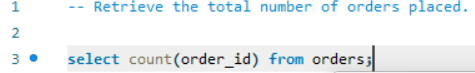 1 -- Retrieve the total number of orders placed.
2
3 select count(order_id) from orders;